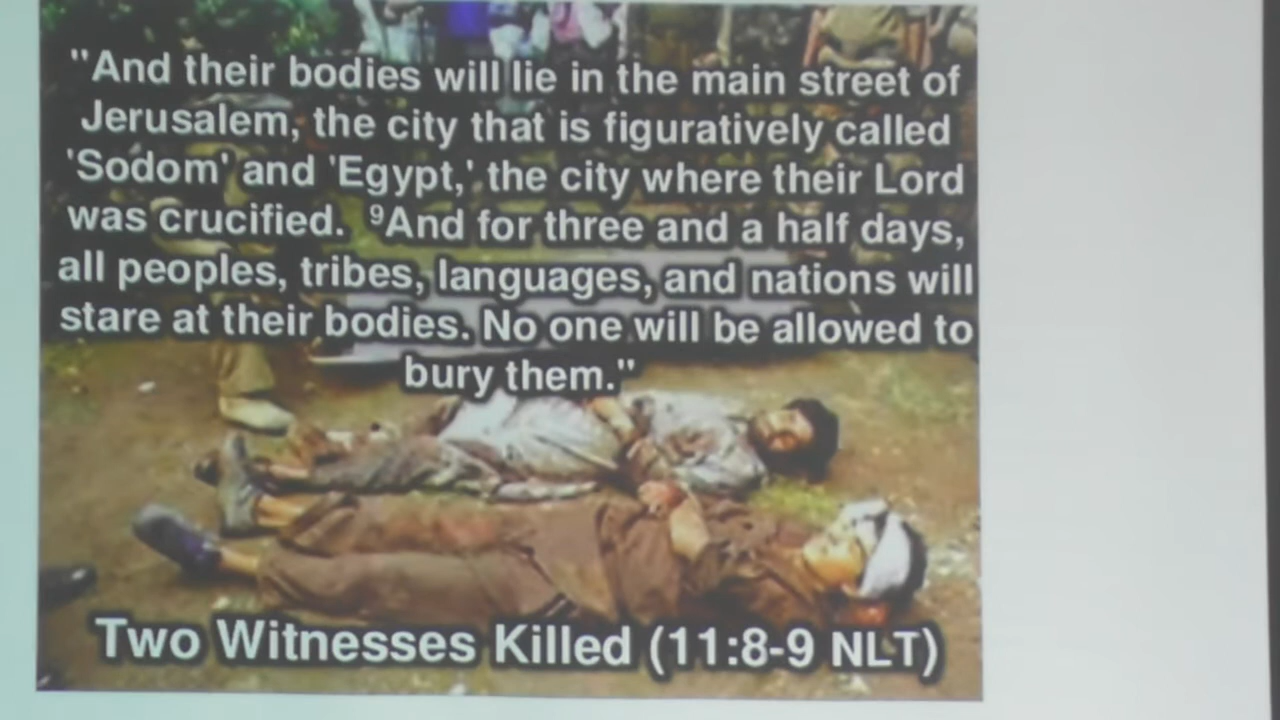 "And their bodies will lie in the main street of
Jerusalem, the city that is figuratively called
'Sodom' and 'Egypt,' the city where their Lord
was crucified. ⁹And for three and a half days,
all peoples, tribes, languages, and nations will
stare at their bodies. No one will be allowed to
bury them."
Two Witnesses Killed (11:8-9 NLT)